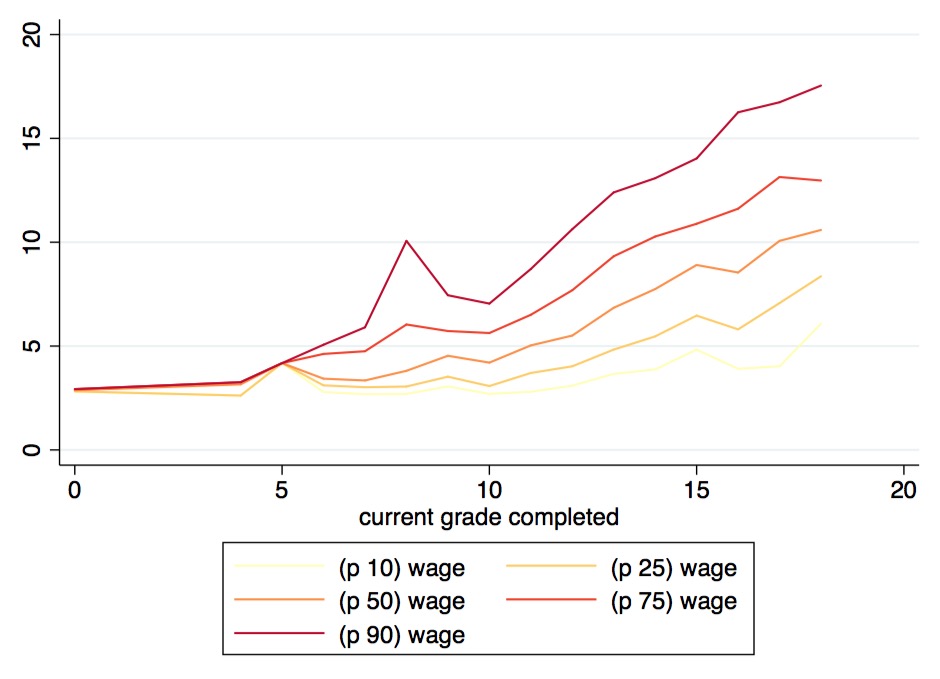 20
15
10
5
0
0 5 10 15 20
current grade completed
(p 10) wage (p 25) wage
(p 50) wage (p 75) wage
(p 90) wage